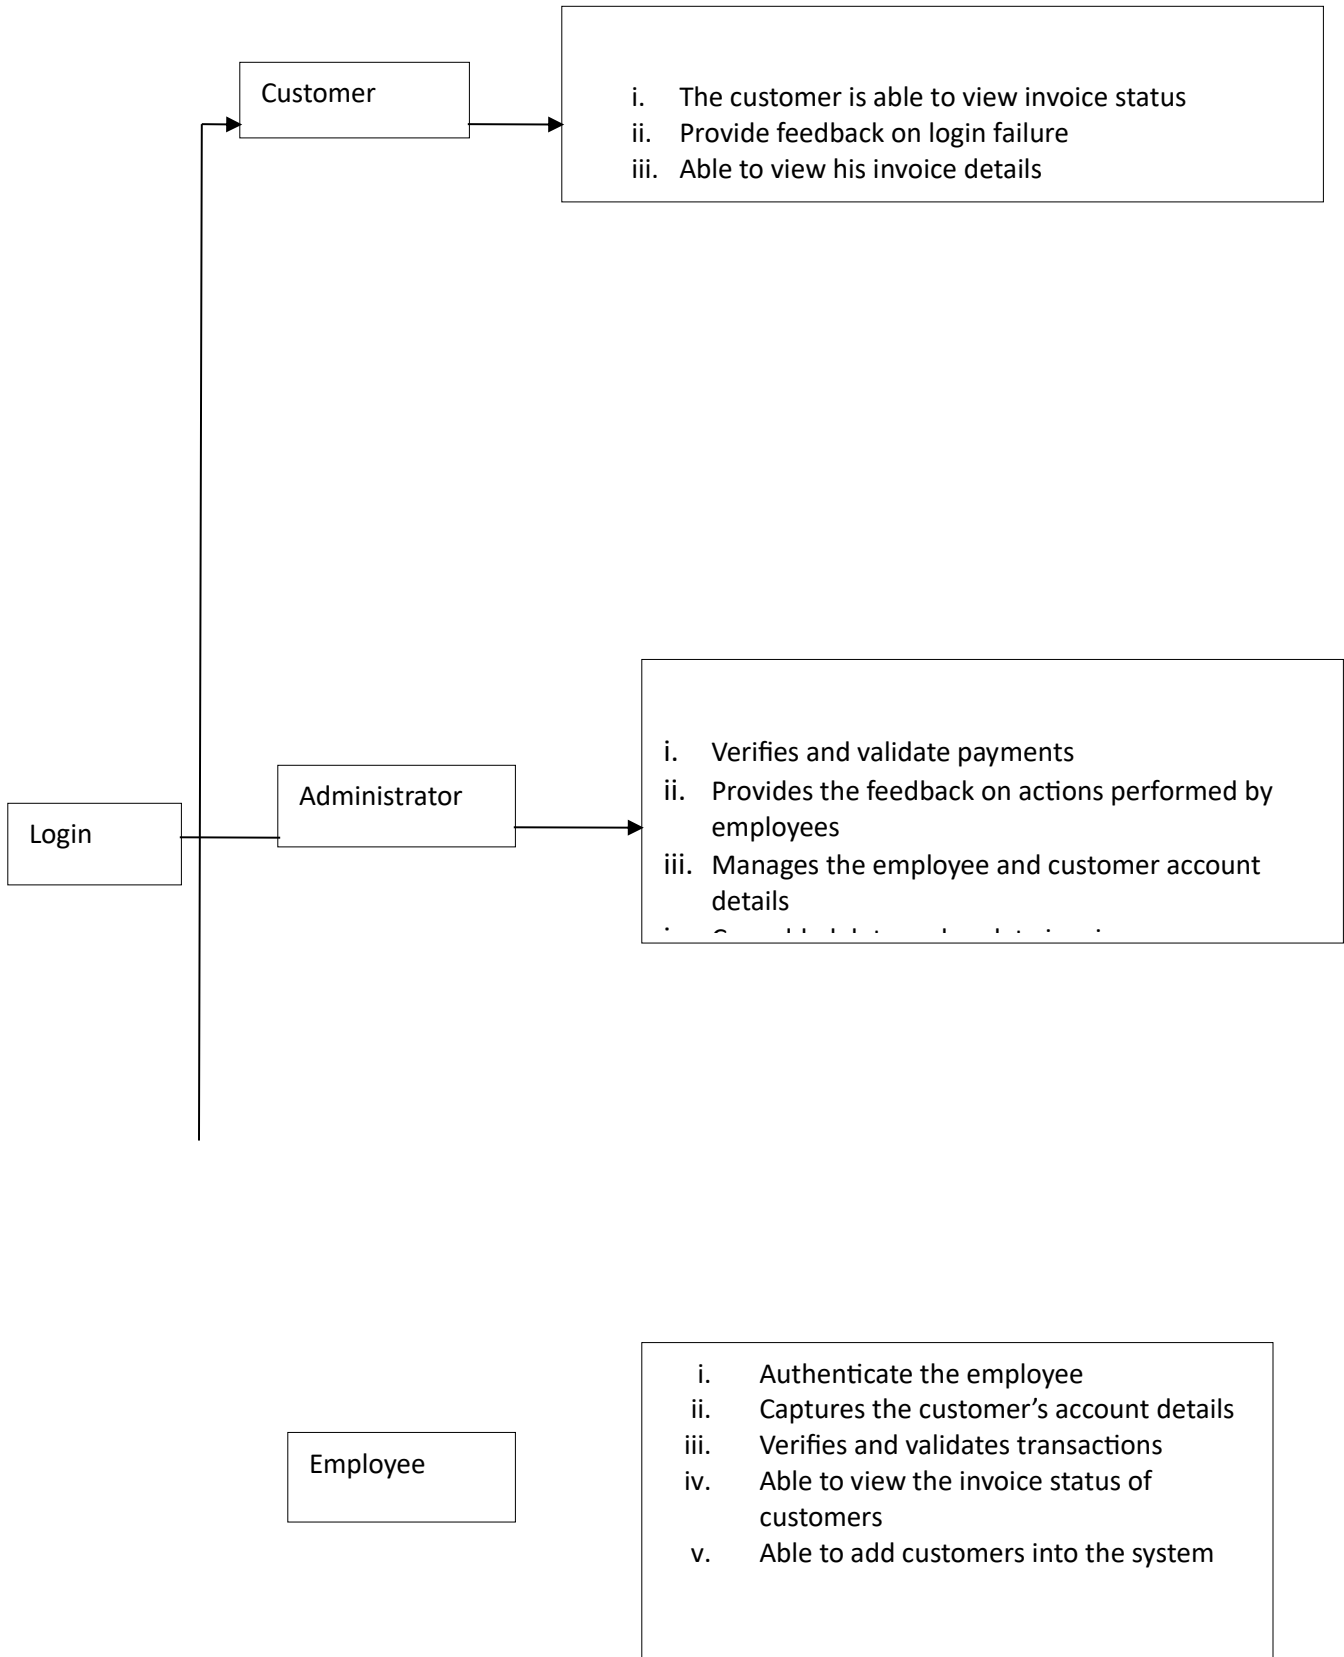 Customer
i. The customer is able to view invoice status
ii. Provide feedback on login failure
iii. Able to view his invoice details
Login
Administrator
i. Verifies and validate payments
ii. Provides the feedback on actions performed by
employees
iii. Manages the employee and customer account
details
Employee
i. Authenticate the employee
ii. Captures the customer’s account details
iii. Verifies and validates transactions
iv. Able to view the invoice status of
customers
v. Able to add customers into the system